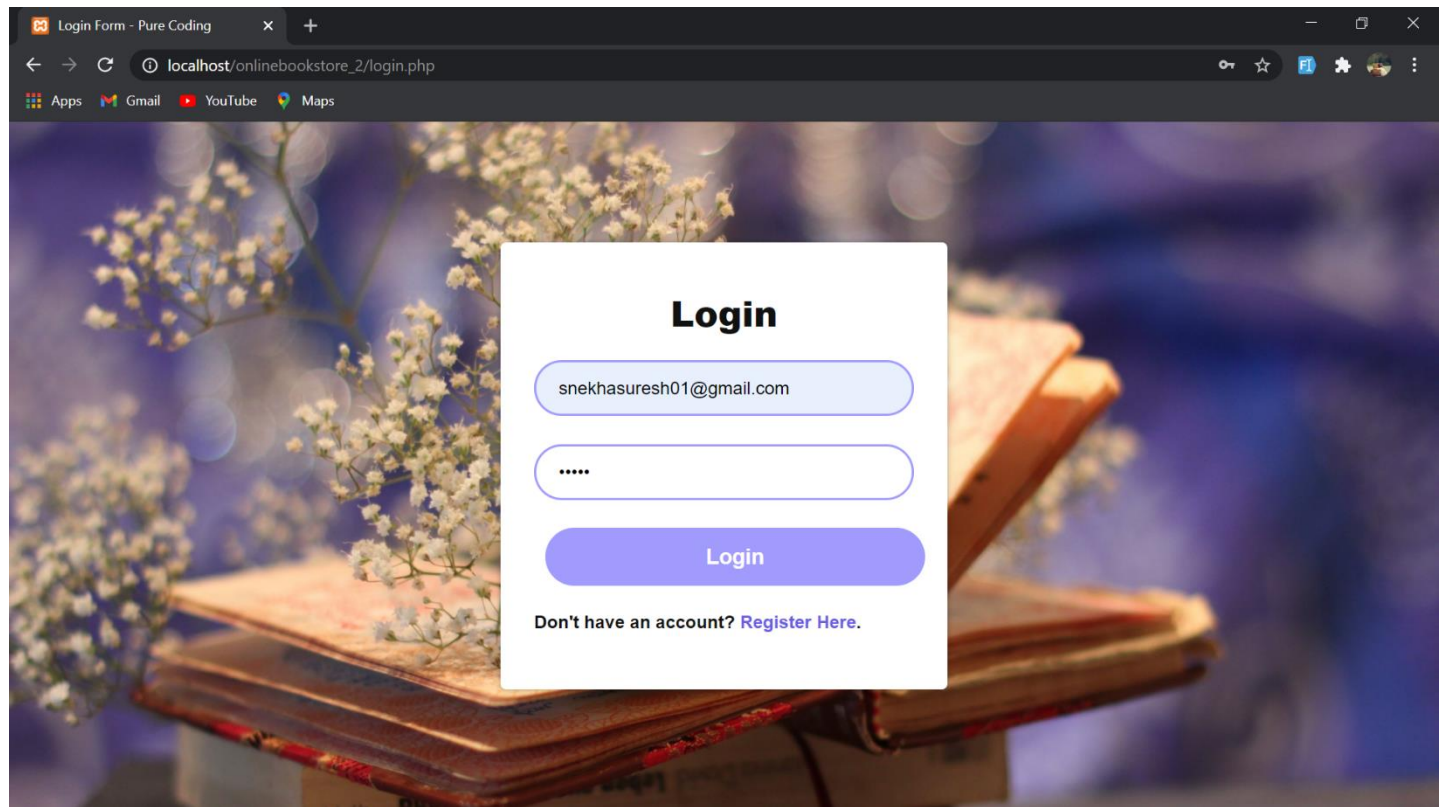 Login Form - Pure Coding
localhost/onlinebookstore_2/login.php
Apps Gmail YouTube Maps
Login
snekhasuresh01@gmail.com
•••••
Login
Don't have an account? Register Here.